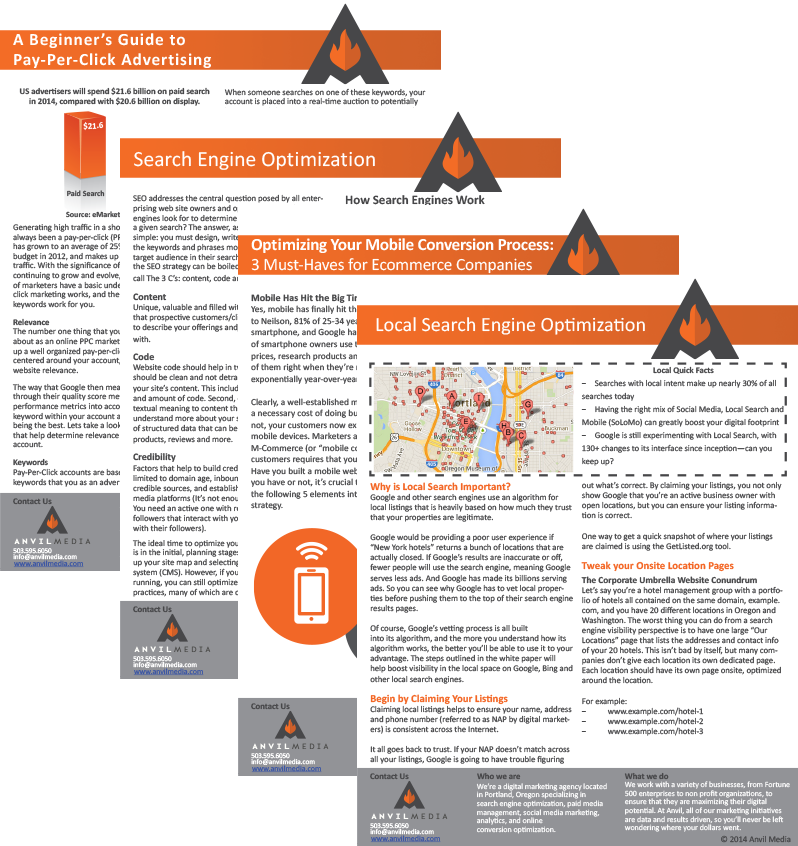 A Beginner's Guide to
Pay-Per-Click Advertising
US advertisers will spend $21.6 billion on paid search
in 2014, compared with $20.6 billion on display.
When someone searches on one of these keywords, your
account is placed into a real-time auction to potentially
$21.6
Paid Search
Source: eMarket
Generating high traffic in a sho
always been a pay-per-click (PP
has grown to an average of 25%
budget in 2012, and makes up
traffic. With the significance of
continuing to grow and evolve,
of marketers have a basic unde
click marketing works, and the
keywords work for you.
Relevance
The number one thing that you
about as an online PPC market
up a well organized pay-per-cli
centered around your account,
website relevance.
The way that Google then mea
through their quality score me
performance metrics into acco
keyword within your account a
being the best. Lets take a look
that help determine relevance
account.
Keywords
Pay-Per-Click accounts are base
keywords that you as an adver
Contact Us
ANVIL MEDIA
503.595.6050
info@anvilmedia.com
www.anvilmedia.com
Search Engine Optimization
SEO addresses the central question posed by all enter-
prising web site owners and o
engines look for to determine
a given search? The answer, as
simple: you must design, write
the keywords and phrases mo
target audience in their search
the SEO strategy can be boiled
call The 3 C's: content, code a
How Search Engines Work
Content
Unique, valuable and filled wit
that prospective customers/cl
to describe your offerings and
with.
Code
Website code should help in t
should be clean and not detra
your site's content. This includ
and amount of code. Second,
textual meaning to content th
understand more about your s
of structured data that can be
products, reviews and more.
Credibility
Factors that help to build cred
limited to domain age, inboun
credible sources, and establis
media platforms (It's not enou
You need an active one with re
followers that interact with yo
with their followers).
The ideal time to optimize you
is in the initial, planning stages
up your site map and selecting
system (CMS). However, if you
running, you can still optimize
practices, many of which are o
Contact Us
ANVIL MEDIA
503.595.6050
info@anvilmedia.com
www.anvilmedia.com
Optimizing Your Mobile Conversion Process:
3 Must-Haves for Ecommerce Companies
Mobile Has Hit the Big Tim
Yes, mobile has finally hit th
to Neilson, 81% of 25-34 yea
smartphone, and Google ha
of smartphone owners use t
prices, research products an
of them right when they're r
exponentially year-over-yea
Clearly, a well-established m
a necessary cost of doing bu
not, your customers now ex
mobile devices. Marketers a
M-Commerce (or "mobile co
customers requires that you
Have you built a mobile web
you have or not, it's crucial t
the following 5 elements int
strategy.
Contact Us
ANVIL MEDIA
503.595.6050
info@anvilmedia.com
www.anvilmedia.com
Local Search Engine Optimization
Portland
Goose
Hollow
Downtown
Oregon Museum of
Local Quick Facts
– Searches with local intent make up nearly 30% of all
searches today
– Having the right mix of Social Media, Local Search and
Mobile (SoLoMo) can greatly boost your digital footprint
– Google is still experimenting with Local Search, with
130+ changes to its interface since inception—can you
keep up?
Why is Local Search Important?
Google and other search engines use an algorithm for
local listings that is heavily based on how much they trust
that your properties are legitimate.
Google would be providing a poor user experience if
"New York hotels" returns a bunch of locations that are
actually closed. If Google's results are inaccurate or off,
fewer people will use the search engine, meaning Google
serves less ads. And Google has made its billions serving
ads. So you can see why Google has to vet local proper-
ties before pushing them to the top of their search engine
results pages.
Of course, Google's vetting process is all built
into its algorithm, and the more you understand how its
algorithm works, the better you'll be able to use it to your
advantage. The steps outlined in the white paper will
help boost visibility in the local space on Google, Bing and
other local search engines.
Begin by Claiming Your Listings
Claiming local listings helps to ensure your name, address
and phone number (referred to as NAP by digital market-
ers) is consistent across the Internet.
It all goes back to trust. If your NAP doesn't match across
all your listings, Google is going to have trouble figuring
out what's correct. By claiming your listings, you not only
show Google that you're an active business owner with
open locations, but you can ensure your listing informa-
tion is correct.
One way to get a quick snapshot of where your listings
are claimed is using the GetListed.org tool.
Tweak your Onsite Location Pages
The Corporate Umbrella Website Conundrum
Let's say you're a hotel management group with a portfo-
lio of hotels all contained on the same domain, example.
com, and you have 20 different locations in Oregon and
Washington. The worst thing you can do from a search
engine visibility perspective is to have one large "Our
Locations" page that lists the addresses and contact info
of your 20 hotels. This isn't bad by itself, but many com-
panies don't give each location its own dedicated page.
Each location should have its own page onsite, optimized
around the location.
For example:
– www.example.com/hotel-1
– www.example.com/hotel-2
– www.example.com/hotel-3
Contact Us
ANVIL MEDIA
503.595.6050
info@anvilmedia.com
www.anvilmedia.com
Who we are
We're a digital marketing agency located
in Portland, Oregon specializing in
search engine optimization, paid media
management, social media marketing,
analytics, and online
conversion optimization.
What we do
We work with a variety of businesses, from Fortune
500 enterprises to non profit organizations, to
ensure that they are maximizing their digital
potential. At Anvil, all of our marketing initiatives
are data and results driven, so you'll never be left
wondering where your dollars went.
© 2014 Anvil Media